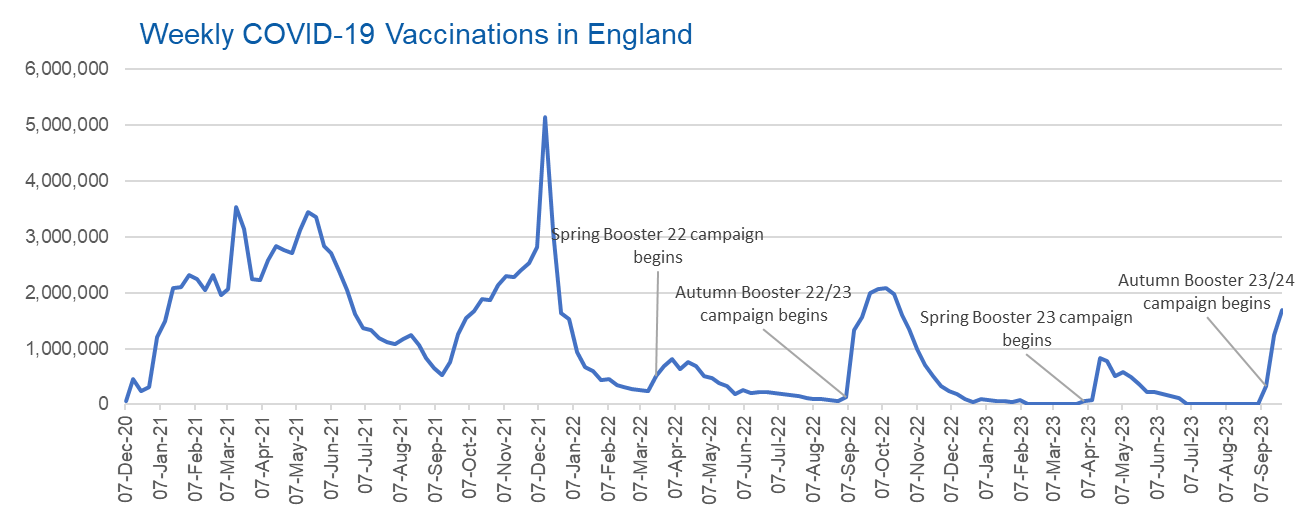 Weekly COVID-19 Vaccinations in England
6,000,000
5,000,000
4,000,000
3,000,000
2,000,000
1,000,000
0
Spring Booster 22 campaign
begins
Autumn Booster 22/23
campaign begins
Spring Booster 23 campaign
begins
Autumn Booster 23/24
campaign begins
07-Dec-20
07-Jan-21
07-Feb-21
07-Mar-21
07-Apr-21
07-May-21
07-Jun-21
07-Jul-21
07-Aug-21
07-Sep-21
07-Oct-21
07-Nov-21
07-Dec-21
07-Jan-22
07-Feb-22
07-Mar-22
07-Apr-22
07-May-22
07-Jun-22
07-Jul-22
07-Aug-22
07-Sep-22
07-Oct-22
07-Nov-22
07-Dec-22
07-Jan-23
07-Feb-23
07-Mar-23
07-Apr-23
07-May-23
07-Jun-23
07-Jul-23
07-Aug-23
07-Sep-23